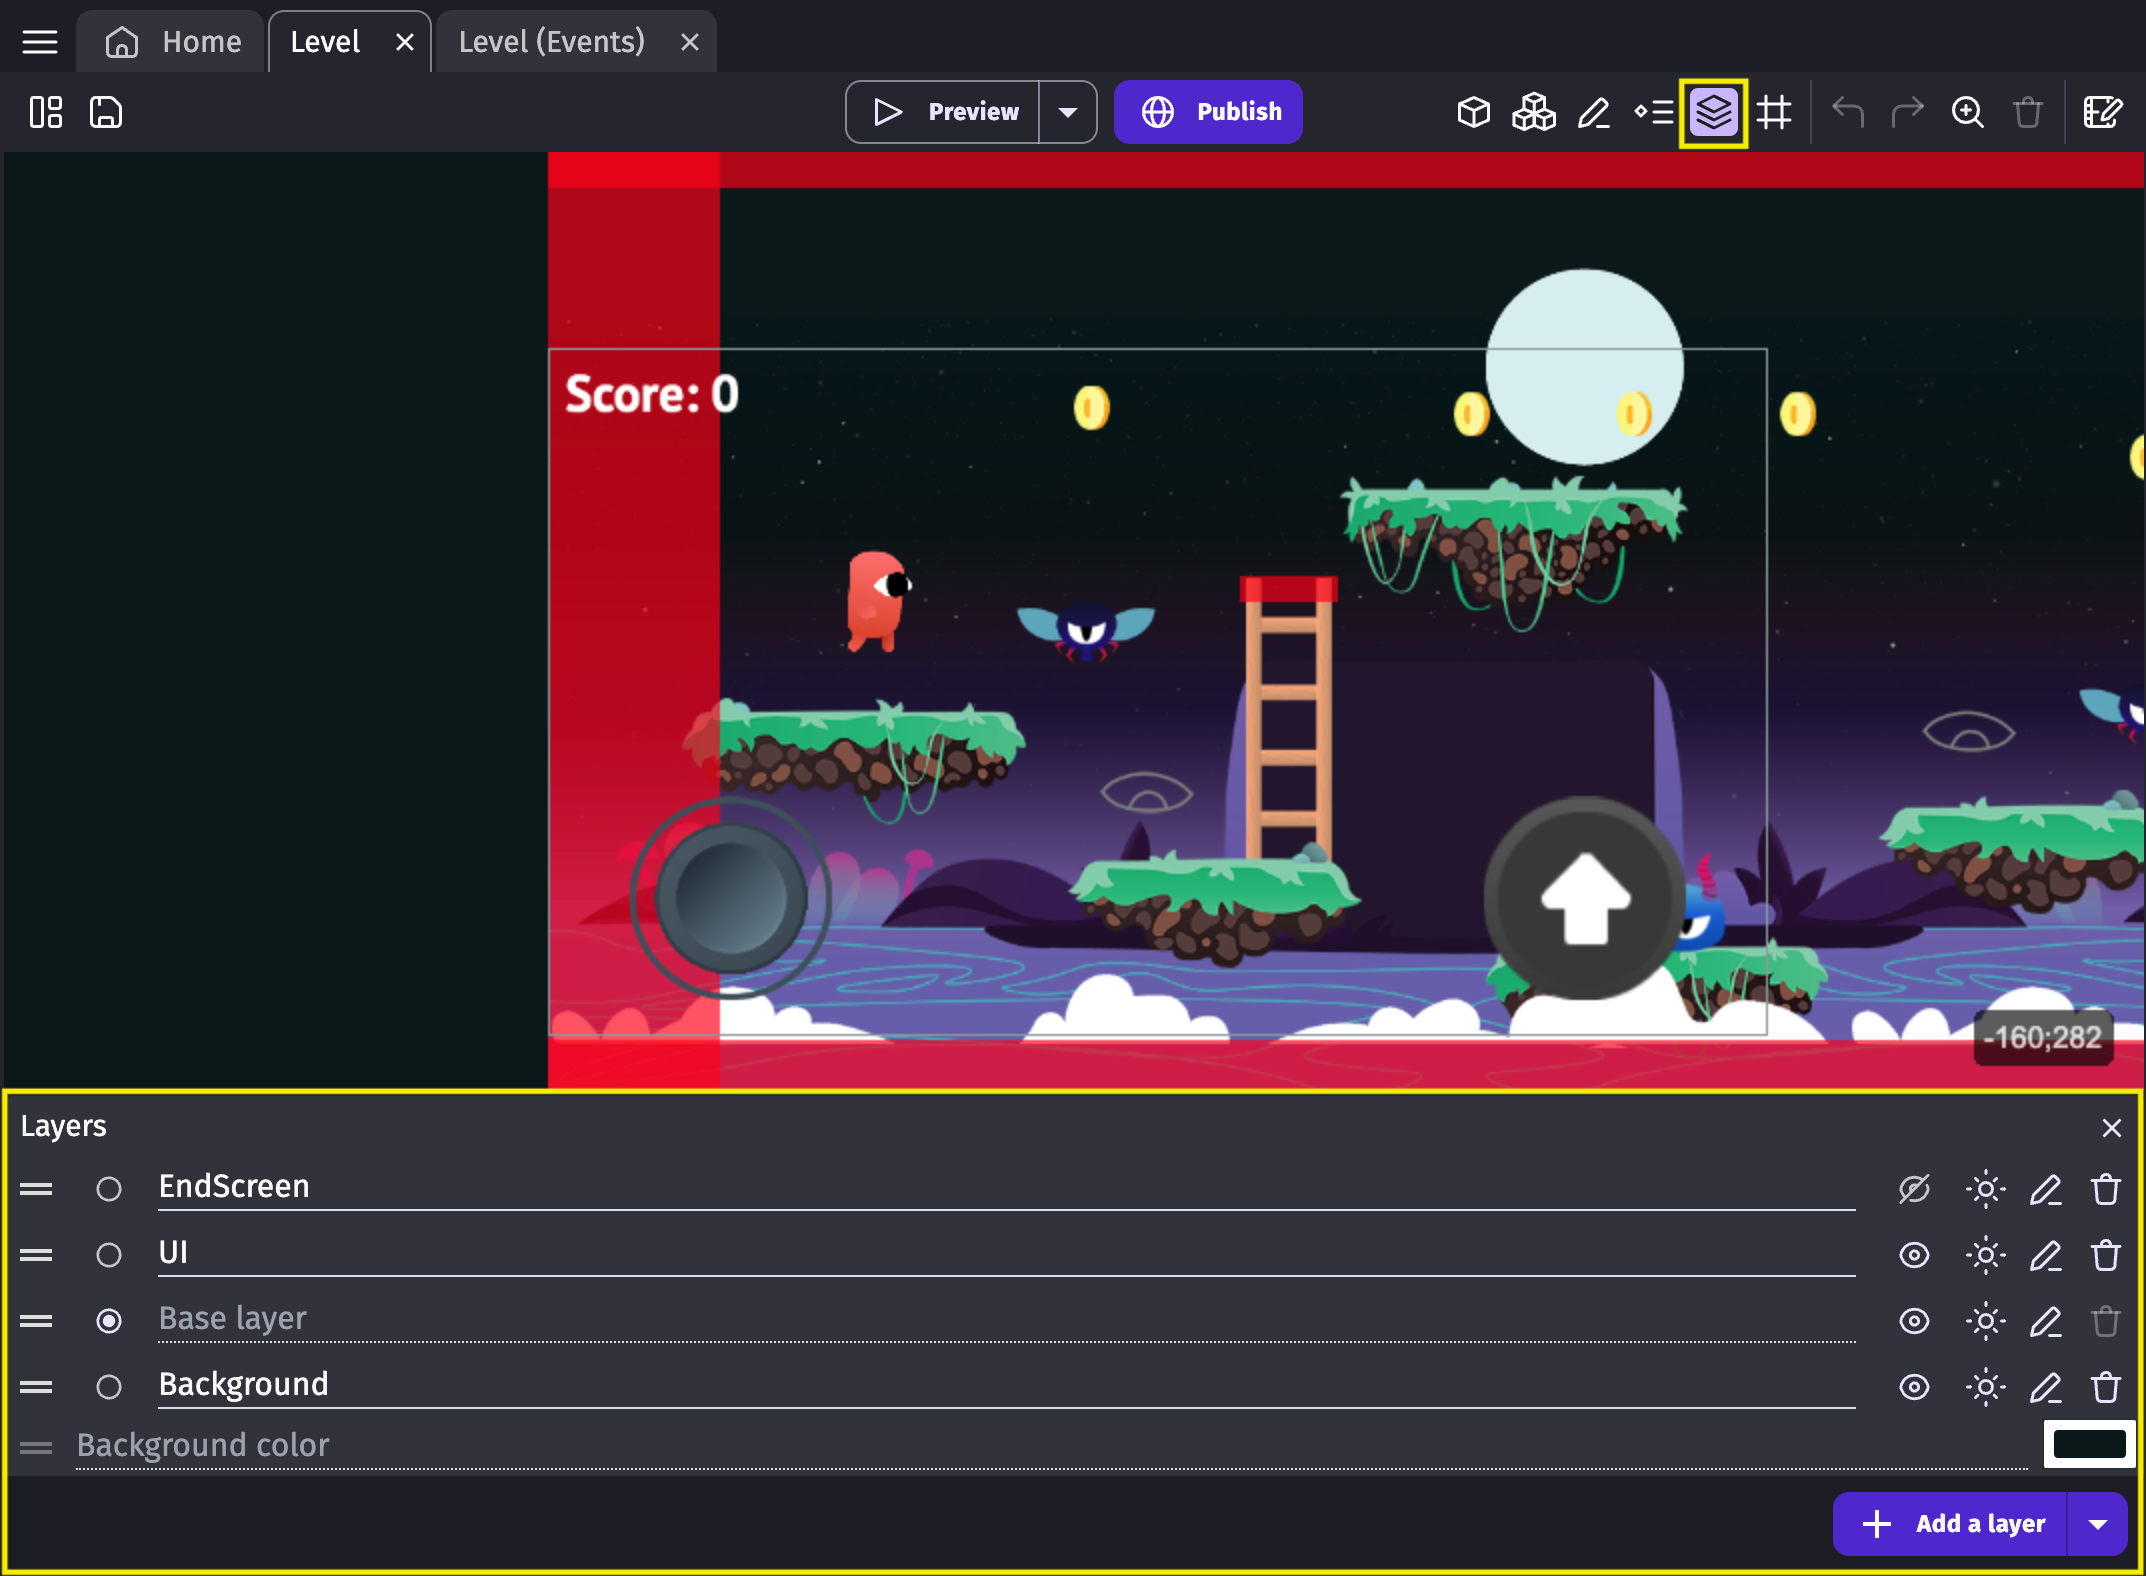 Home
Level
Level (Events)
Preview
Publish
Score: 0
-160;282
Layers
EndScreen
UI
Base layer
Background
Background color
Add a layer